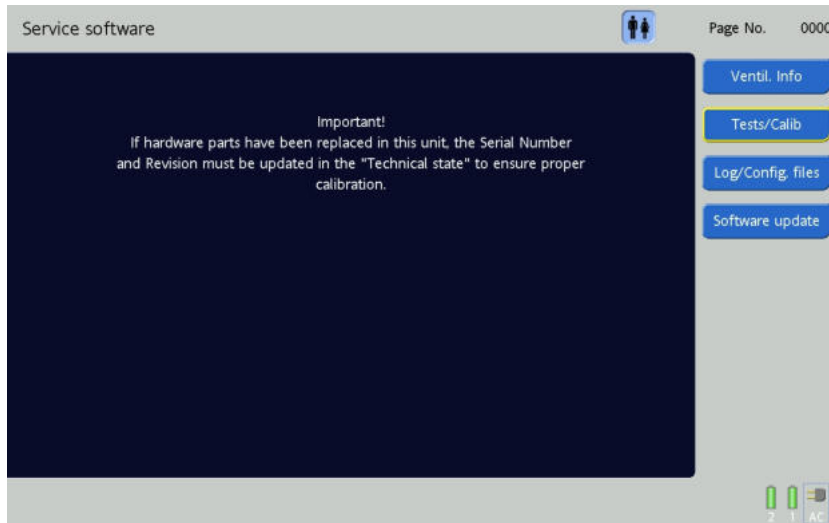 Service software
Page No. 0000
Important!
If hardware parts have been replaced in this unit, the Serial Number
and Revision must be updated in the "Technical state" to ensure proper
calibration.
Ventil. Info
Tests/Calib
Log/Config. files
Software update
2 1 AC